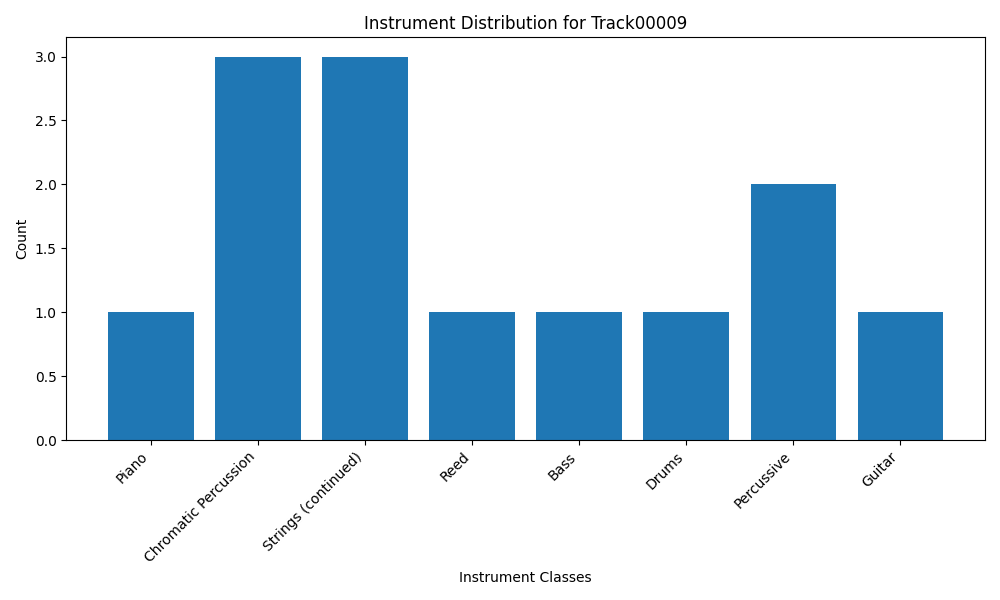 Instrument Distribution for Track00009
3.0
2.5
2.0
1.5
1.0
0.5
0.0
Count
Piano
Chromatic Percussion
Strings (continued)
Reed
Bass
Drums
Percussive
Guitar
Instrument Classes